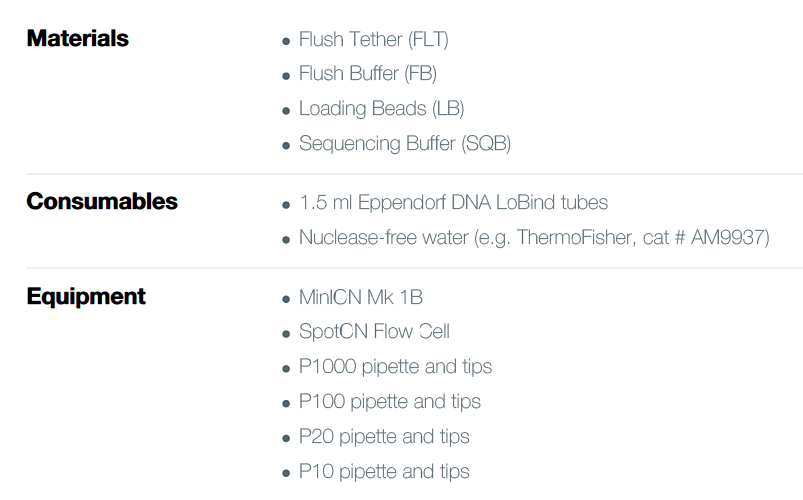 Materials
• Flush Tether (FLT)
• Flush Buffer (FB)
• Loading Beads (LB)
• Sequencing Buffer (SQB)
Consumables
• 1.5 ml Eppendorf DNA LoBind tubes
• Nuclease-free water (e.g. ThermoFisher, cat # AM9937)
Equipment
• MinION Mk 1B
• SpotON Flow Cell
• P1000 pipette and tips
• P100 pipette and tips
• P20 pipette and tips
• P10 pipette and tips